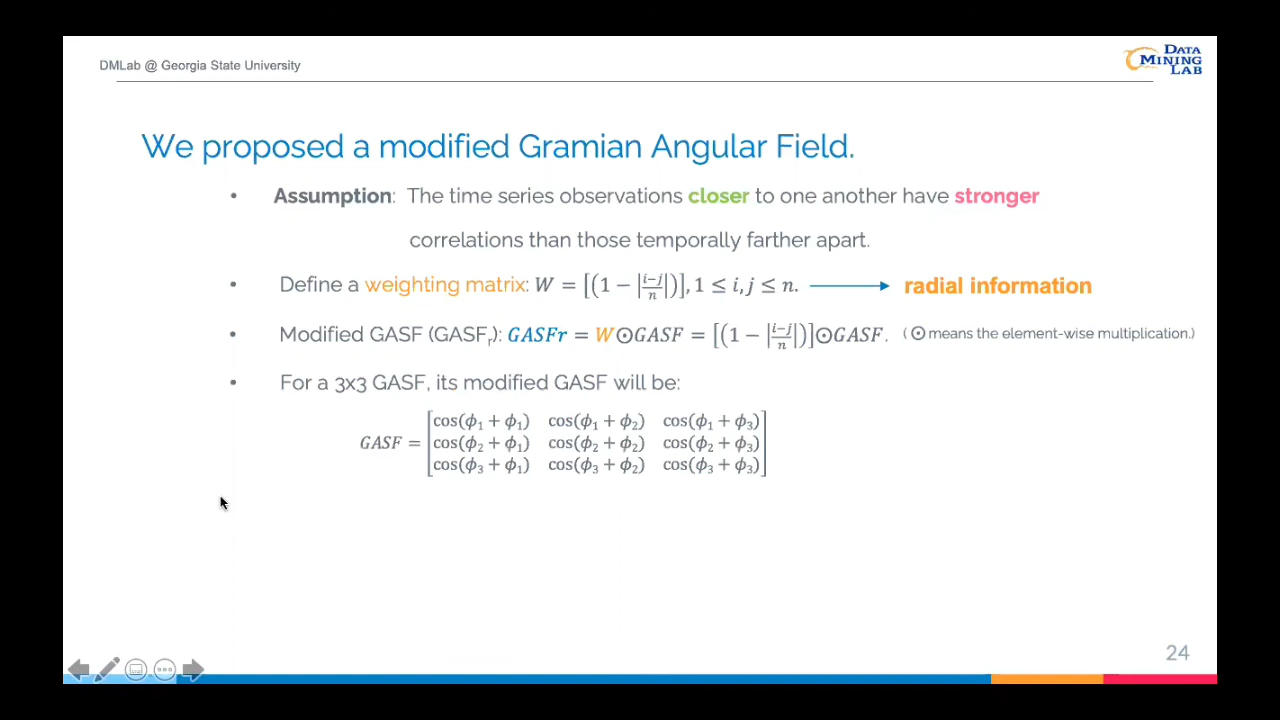 DMLab @ Georgia State University
DATA MINING LAB
We proposed a modified Gramian Angular Field.
• Assumption: The time series observations closer to one another have stronger
correlations than those temporally farther apart.
• Define a weighting matrix: W = [(1 − |i−j/n|)], 1 ≤ i, j ≤ n. → radial information
• Modified GASF (GASFr): GASFr = W⊙GASF = [(1 − |i−j/n|)]⊙GASF. (⊙ means the element-wise multiplication.)
• For a 3x3 GASF, its modified GASF will be:
cos(ϕ₁ + ϕ₁) cos(ϕ₁ + ϕ₂) cos(ϕ₁ + ϕ₃)
GASF = cos(ϕ₂ + ϕ₁) cos(ϕ₂ + ϕ₂) cos(ϕ₂ + ϕ₃)
cos(ϕ₃ + ϕ₁) cos(ϕ₃ + ϕ₂) cos(ϕ₃ + ϕ₃)
24